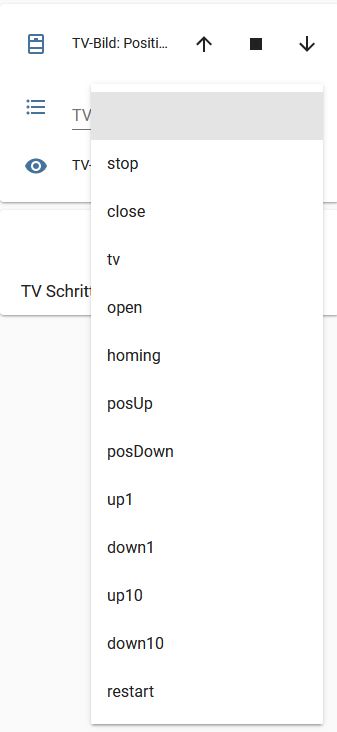 TV-Bild: Positi...
TV
TV-
TV Schritt
stop
close
tv
open
homing
posUp
posDown
up1
down1
up10
down10
restart